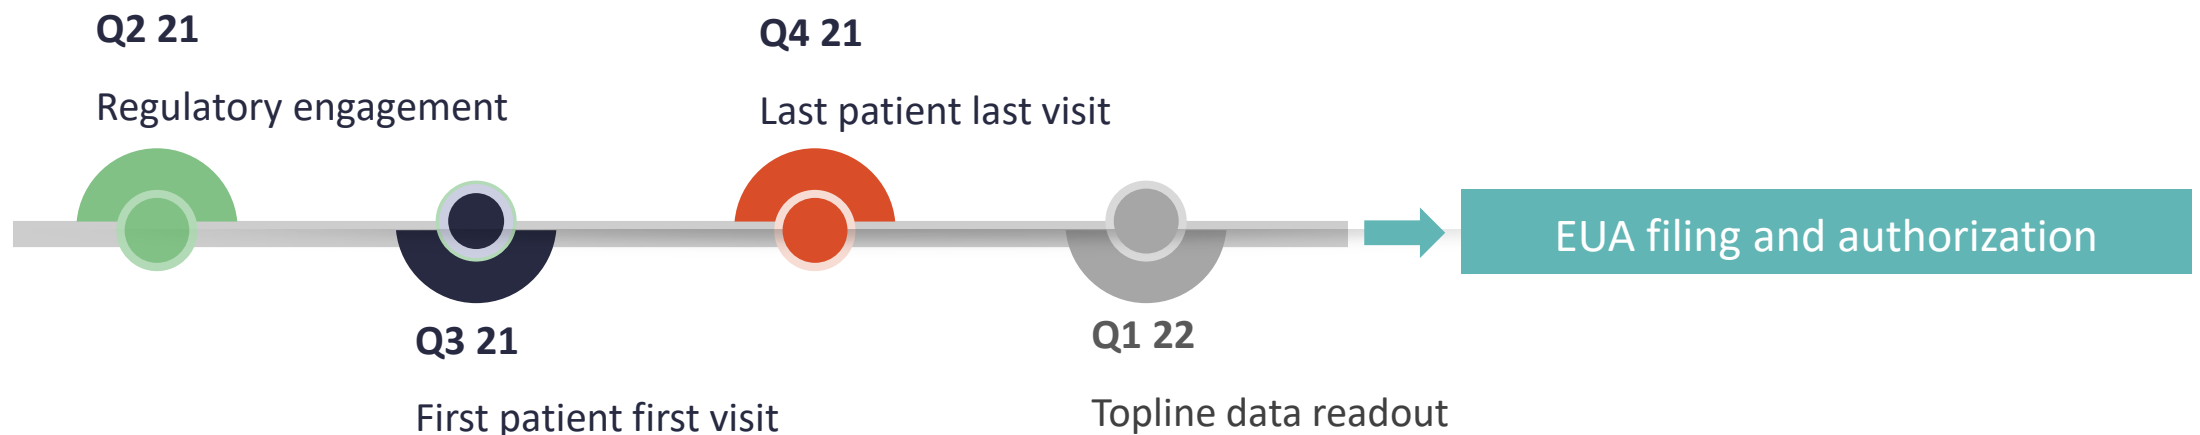 Q2 21
Regulatory engagement
Q3 21
First patient first visit
Q4 21
Last patient last visit
Q1 22
Topline data readout
EUA filing and authorization